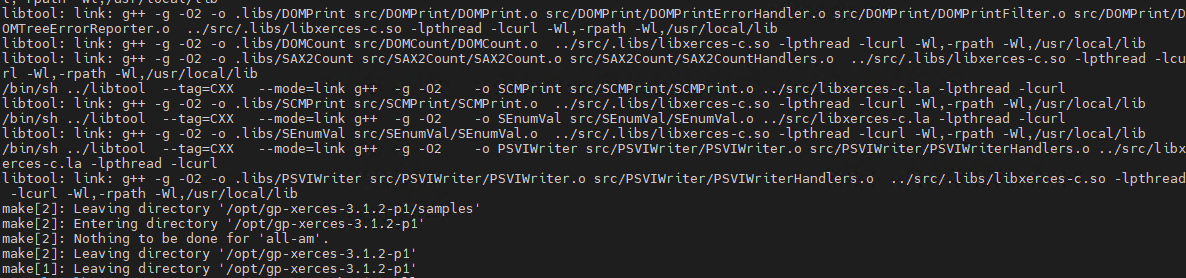 libtool: link: g++ -g -O2 -o .libs/DOMPrint src/DOMPrint/DOMPrint.o src/DOMPrint/DOMPrintErrorHandler.o src/DOMPrint/DOMPrintFilter.o src/DOMPrint/D
OMTreeErrorReporter.o  ../src/.libs/libxerces-c.so -lpthread -lcurl -Wl,-rpath -Wl,/usr/local/lib
libtool: link: g++ -g -O2 -o .libs/DOMCount src/DOMCount/DOMCount.o  ../src/.libs/libxerces-c.so -lpthread -lcurl -Wl,-rpath -Wl,/usr/local/lib
libtool: link: g++ -g -O2 -o .libs/SAX2Count src/SAX2Count/SAX2Count.o src/SAX2Count/SAX2CountHandlers.o  ../src/.libs/libxerces-c.so -lpthread -lcu
rl -Wl,-rpath -Wl,/usr/local/lib
/bin/sh ../libtool  --tag=CXX   --mode=link g++  -g -O2   -o SCMPrint src/SCMPrint/SCMPrint.o ../src/libxerces-c.la -lpthread -lcurl
libtool: link: g++ -g -O2 -o .libs/SCMPrint src/SCMPrint/SCMPrint.o  ../src/.libs/libxerces-c.so -lpthread -lcurl -Wl,-rpath -Wl,/usr/local/lib
/bin/sh ../libtool  --tag=CXX   --mode=link g++  -g -O2   -o SEnumVal src/SEnumVal/SEnumVal.o ../src/libxerces-c.la -lpthread -lcurl
libtool: link: g++ -g -O2 -o .libs/SEnumVal src/SEnumVal/SEnumVal.o  ../src/.libs/libxerces-c.so -lpthread -lcurl -Wl,-rpath -Wl,/usr/local/lib
/bin/sh ../libtool  --tag=CXX   --mode=link g++  -g -O2   -o PSVIWriter src/PSVIWriter/PSVIWriter.o src/PSVIWriter/PSVIWriterHandlers.o ../src/libx
erces-c.la -lpthread -lcurl
libtool: link: g++ -g -O2 -o .libs/PSVIWriter src/PSVIWriter/PSVIWriter.o src/PSVIWriter/PSVIWriterHandlers.o  ../src/.libs/libxerces-c.so -lpthread
 -lcurl -Wl,-rpath -Wl,/usr/local/lib
make[2]: Leaving directory '/opt/gp-xerces-3.1.2-p1/samples'
make[2]: Entering directory '/opt/gp-xerces-3.1.2-p1'
make[2]: Nothing to be done for 'all-am'.
make[2]: Leaving directory '/opt/gp-xerces-3.1.2-p1'
make[1]: Leaving directory '/opt/gp-xerces-3.1.2-p1'